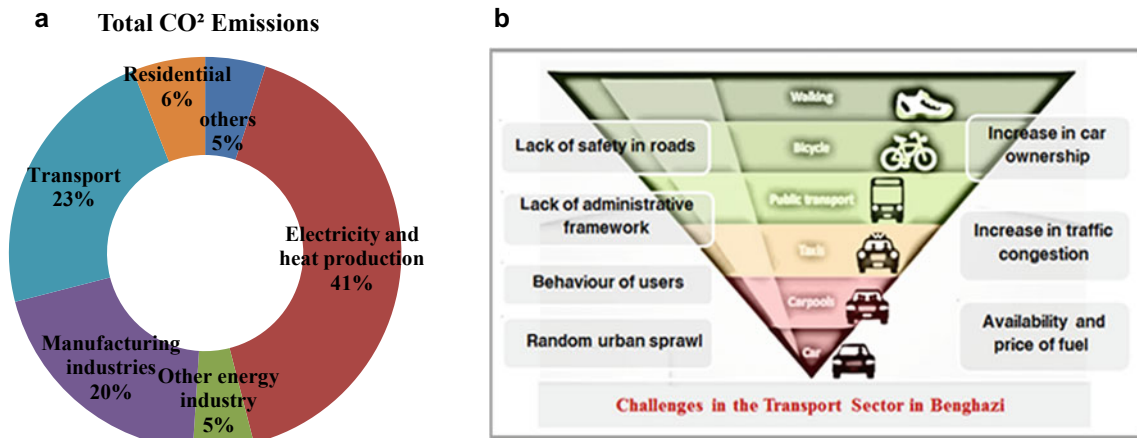 a
Total CO² Emissions
Residentiial
6%
others
5%
Transport
23%
Electricity and
heat production
41%
Manufacturing
industries
20%
Other energy
industry
5%
b
Walking
Bicycle
Public transport
Taxis
Carpools
Car
Lack of safety in roads
Lack of administrative
framework
Behaviour of users
Random urban sprawl
Increase in car
ownership
Increase in traffic
congestion
Availability and
price of fuel
Challenges in the Transport Sector in Benghazi